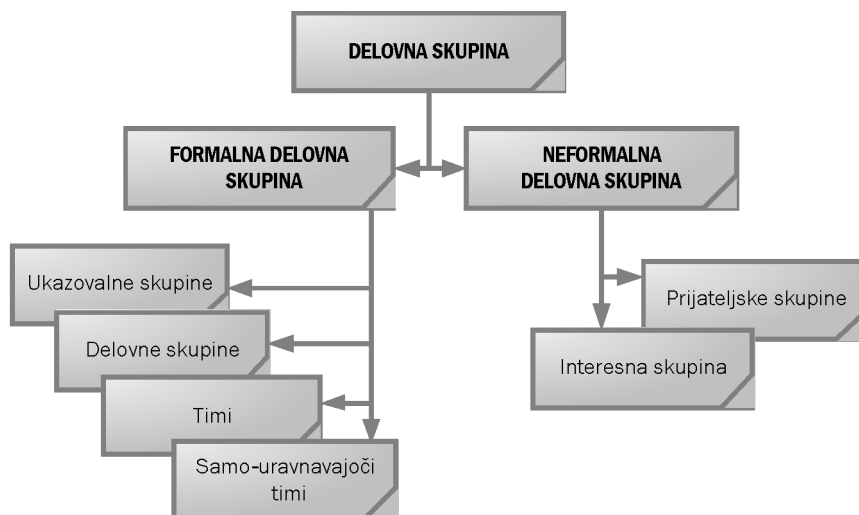 DELOVNA SKUPINA
FORMALNA DELOVNA
SKUPINA
NEFORMALNA
DELOVNA SKUPINA
Ukazovalne skupine
Delovne skupine
Timi
Samo-uravnavajoči
timi
Prijateljske skupine
Interesna skupina